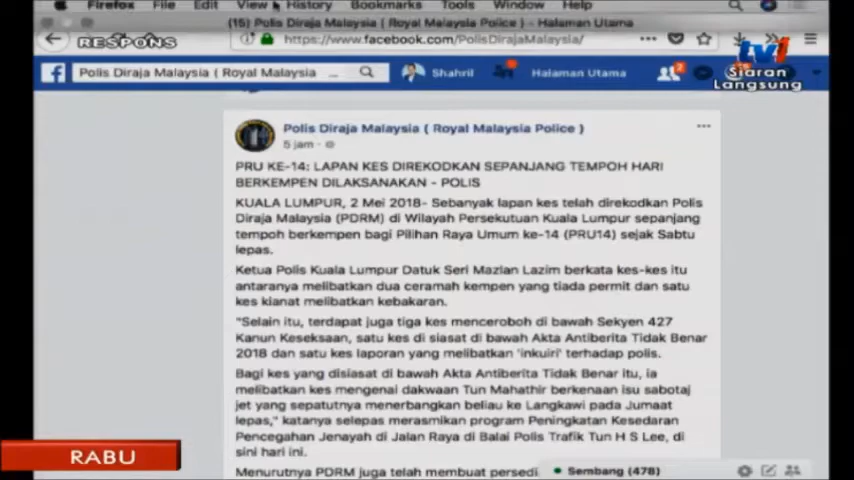 Firefox File Edit View History Bookmarks Tools Window Help
(15) Polis Diraja Malaysia ( Royal Malaysia Police ) - Halaman Utama
RESPONS
https://www.facebook.com/PolisDirajaMalaysia/
tv1
Siaran
Langsung
Polis Diraja Malaysia ( Royal Malaysia ...
Shahril
Halaman Utama
2
Polis Diraja Malaysia ( Royal Malaysia Police )
5 jam
PRU KE-14: LAPAN KES DIREKODKAN SEPANJANG TEMPOH HARI
BERKEMPEN DILAKSANAKAN - POLIS
KUALA LUMPUR, 2 Mei 2018- Sebanyak lapan kes telah direkodkan Polis
Diraja Malaysia (PDRM) di Wilayah Persekutuan Kuala Lumpur sepanjang
tempoh berkempen bagi Pilihan Raya Umum ke-14 (PRU14) sejak Sabtu
lepas.
Ketua Polis Kuala Lumpur Datuk Seri Mazlan Lazim berkata kes-kes itu
antaranya melibatkan dua ceramah kempen yang tiada permit dan satu
kes kianat melibatkan kebakaran.
"Selain itu, terdapat juga tiga kes menceroboh di bawah Sekyen 427
Kanun Keseksaan, satu kes di siasat di bawah Akta Antiberita Tidak Benar
2018 dan satu kes laporan yang melibatkan 'inkuiri' terhadap polis.
Bagi kes yang disiasat di bawah Akta Antiberita Tidak Benar itu, ia
melibatkan kes mengenai dakwaan Tun Mahathir berkenaan isu sabotaj
jet yang sepatutnya menerbangkan beliau ke Langkawi pada Jumaat
lepas," katanya selepas merasmikan program Peningkatan Kesedaran
Pencegahan Jenayah di Jalan Raya di Balai Polis Trafik Tun H S Lee, di
sini hari ini.
Menurutnya PDRM juga telah membuat persedi
Sembang (478)
RABU